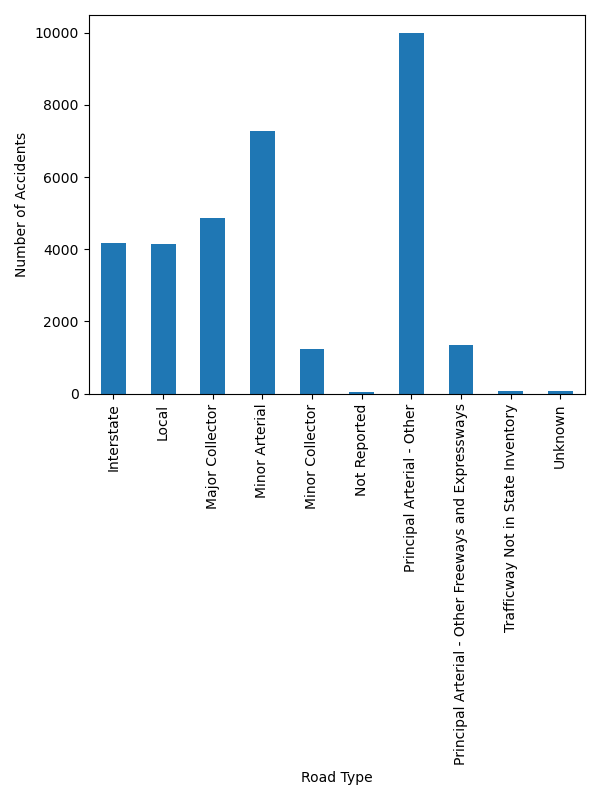 Number of Accidents
10000
8000
6000
4000
2000
0
Interstate
Local
Major Collector
Minor Arterial
Minor Collector
Not Reported
Principal Arterial - Other
Principal Arterial - Other Freeways and Expressways
Trafficway Not in State Inventory
Unknown
Road Type